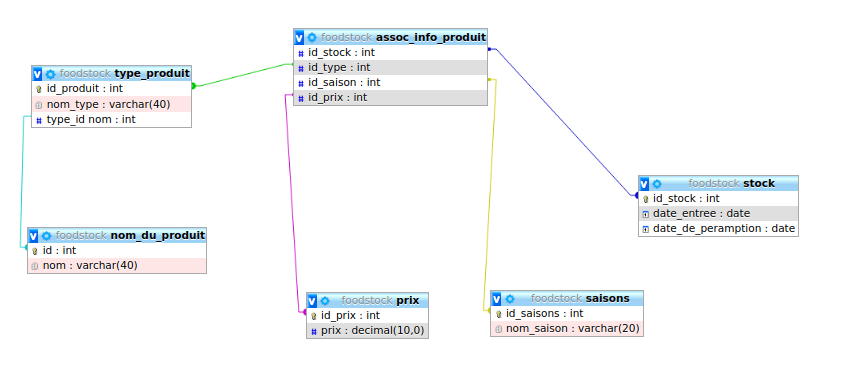 v foodstock assoc_info_produit
# id_stock : int
# id_type : int
# id_saison : int
# id_prix : int
v foodstock type_produit
id_produit : int
nom_type : varchar(40)
# type_id nom : int
v foodstock stock
id_stock : int
date_entree : date
date_de_peramption : date
v foodstock nom_du_produit
id : int
nom : varchar(40)
v foodstock prix
id_prix : int
# prix : decimal(10,0)
v foodstock saisons
id_saisons : int
nom_saison : varchar(20)